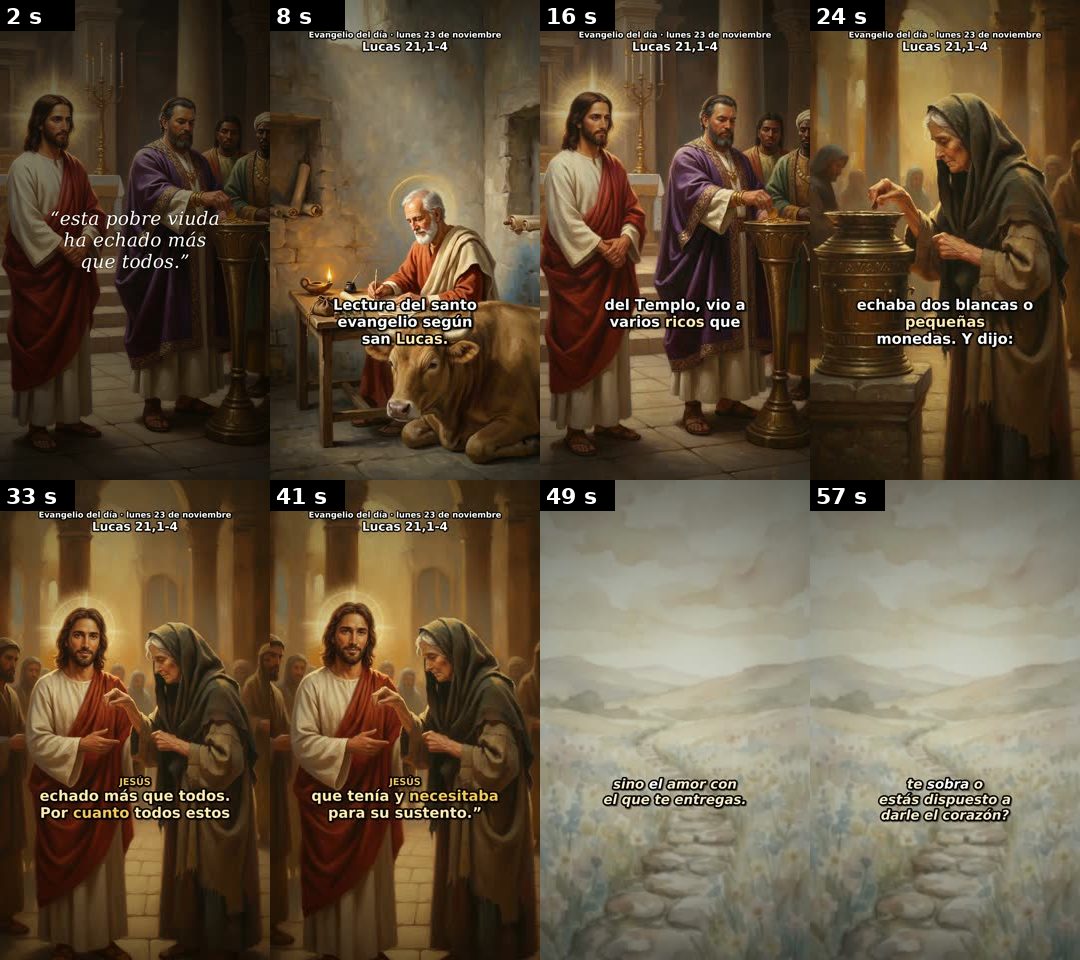 2 s
“esta pobre viuda
ha echado más
que todos.”
8 s
Evangelio del día · lunes 23 de noviembre
Lucas 21,1-4
Lectura del santo
evangelio según
san Lucas.
16 s
Evangelio del día · lunes 23 de noviembre
Lucas 21,1-4
del Templo, vio a
varios ricos que
24 s
Evangelio del día · lunes 23 de noviembre
Lucas 21,1-4
echaba dos blancas o
pequeñas
monedas. Y dijo:
33 s
Evangelio del día · lunes 23 de noviembre
Lucas 21,1-4
JESÚS
echado más que todos.
Por cuanto todos estos
41 s
Evangelio del día · lunes 23 de noviembre
Lucas 21,1-4
JESÚS
que tenía y necesitaba
para su sustento.”
49 s
sino el amor con
el que te entregas.
57 s
te sobra o
estás dispuesto a
darle el corazón?